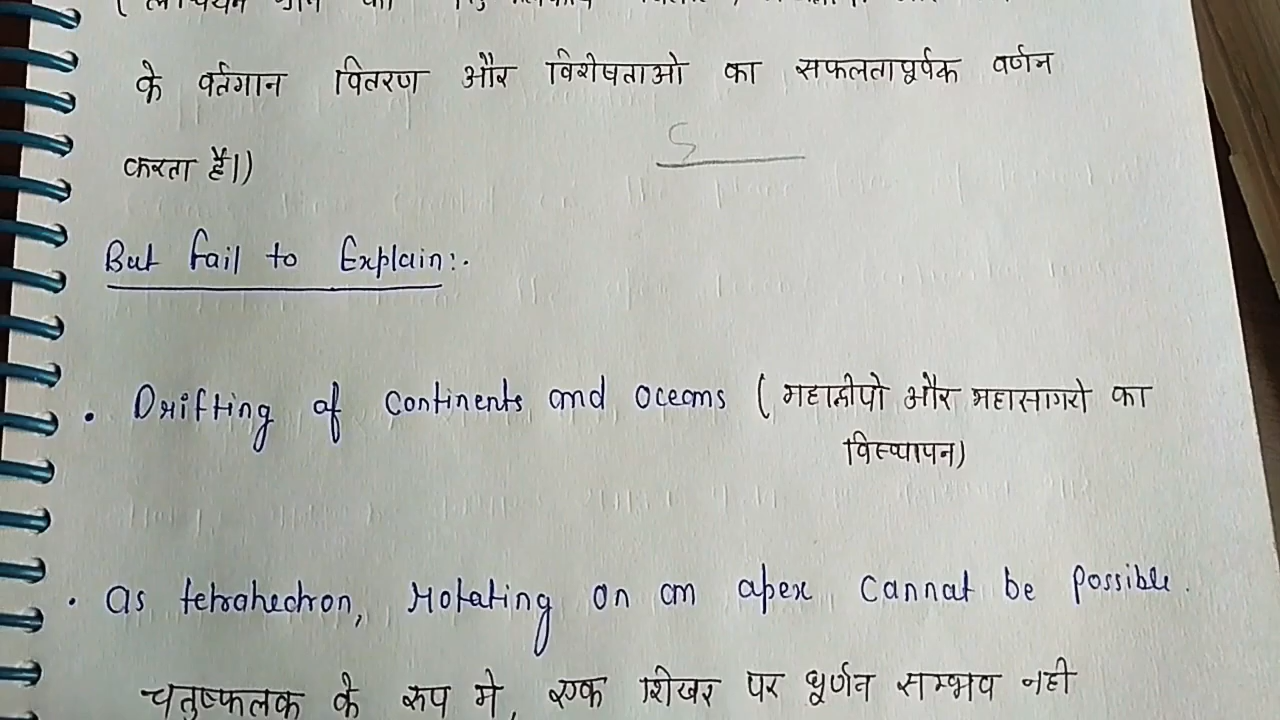 के वर्तमान वितरण और विशेषताओ का सफलतापूर्वक वर्णन
करता है।)
But fail to Explain:.
• Drifting of continents and oceans ( महाद्वीपो और महासागरो का
विस्थापन)
• as tetrahedron, rotating on an apex cannot be possible.
चतुष्फलक के रूप मे, एक शिखर पर घूर्णन सम्भव नही